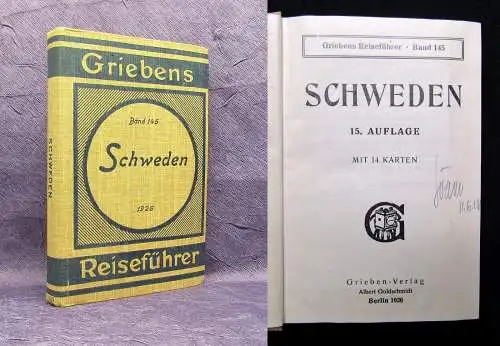 Griebens
Band 145
Schweden
1926
Reiseführer
SCHWEDEN
Griebens Reiseführer · Band 145
SCHWEDEN
15. AUFLAGE
MIT 14 KARTEN
Grieben-Verlag
Albert Goldschmidt
Berlin 1926